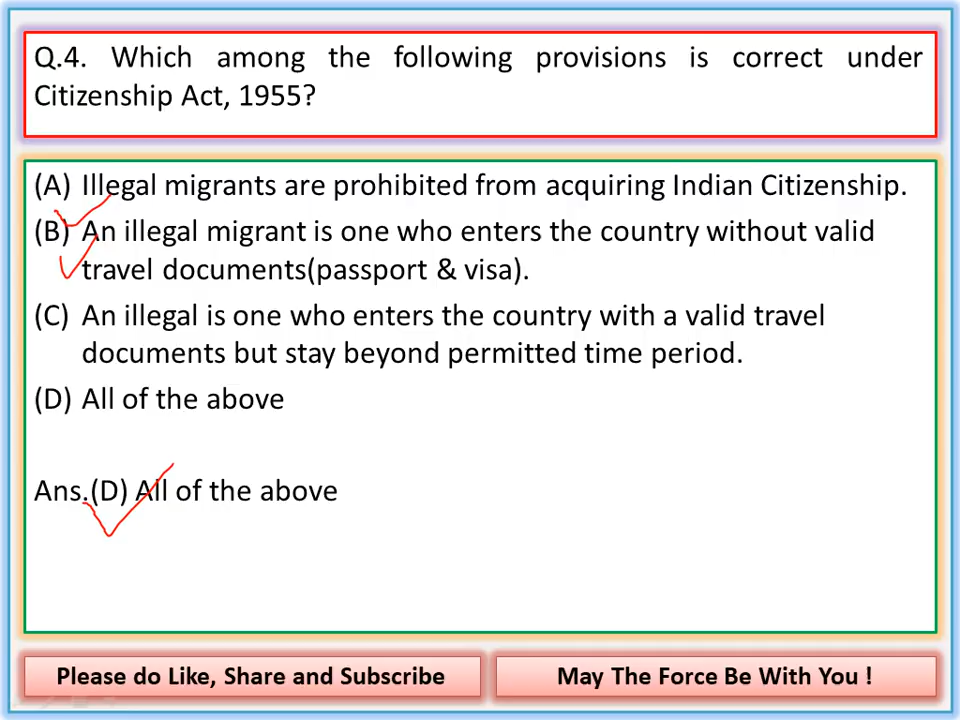 Q.4. Which among the following provisions is correct under
Citizenship Act, 1955?
(A) Illegal migrants are prohibited from acquiring Indian Citizenship.
(B) An illegal migrant is one who enters the country without valid
travel documents(passport & visa).
(C) An illegal is one who enters the country with a valid travel
documents but stay beyond permitted time period.
(D) All of the above
Ans.(D) All of the above
Please do Like, Share and Subscribe
May The Force Be With You !